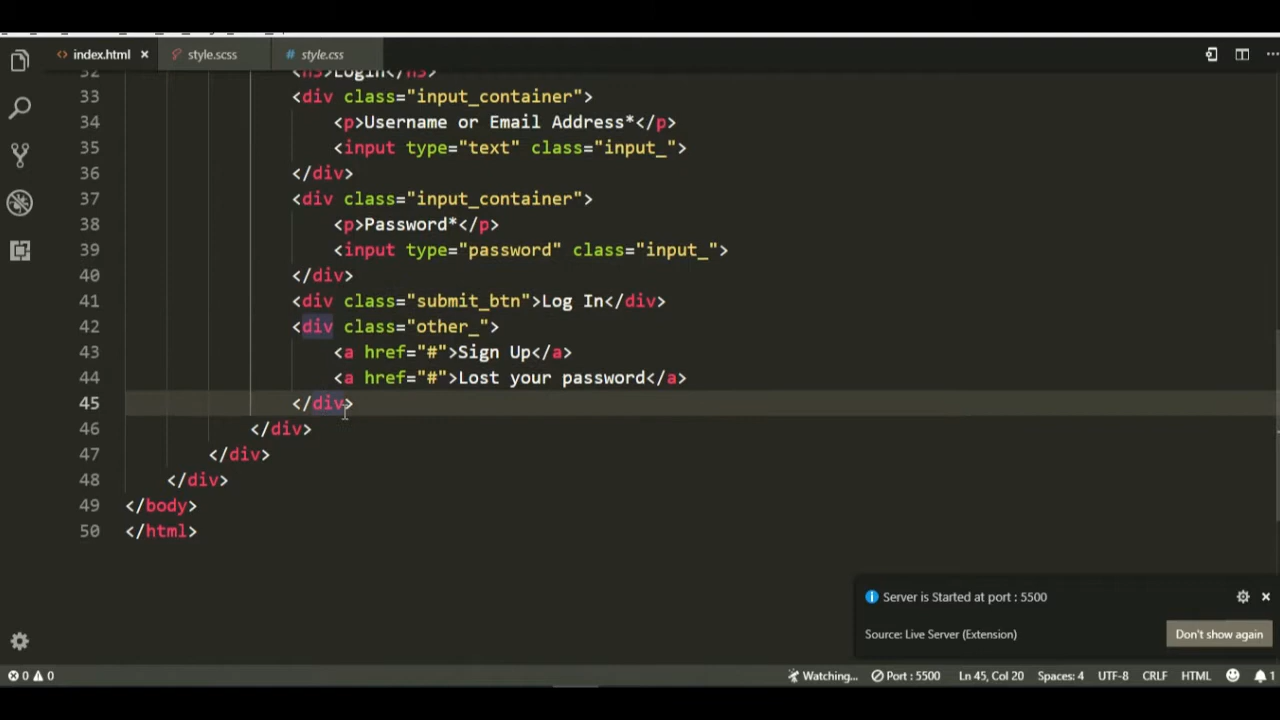 index.html
style.scss
style.css
32 <h3>Login</h3>
33 <div class="input_container">
34 <p>Username or Email Address*</p>
35 <input type="text" class="input_">
36 </div>
37 <div class="input_container">
38 <p>Password*</p>
39 <input type="password" class="input_">
40 </div>
41 <div class="submit_btn">Log In</div>
42 <div class="other_">
43 <a href="#">Sign Up</a>
44 <a href="#">Lost your password</a>
45 </div>
46 </div>
47 </div>
48 </div>
49 </body>
50 </html>
Server is Started at port : 5500
Source: Live Server (Extension)
Don't show again
0 0 Watching... Port : 5500 Ln 45, Col 20 Spaces: 4 UTF-8 CRLF HTML 1